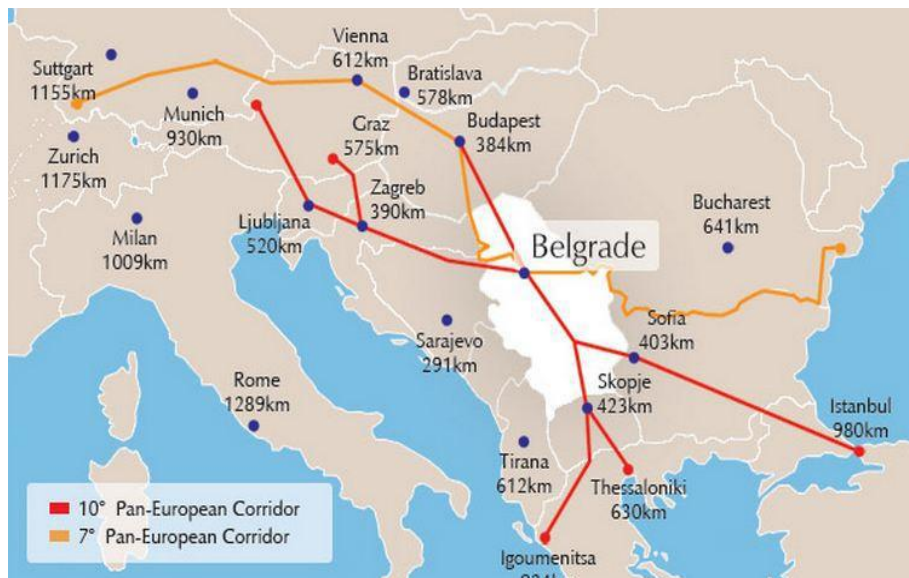 Vienna
612km
Suttgart
1155km
Bratislava
578km
Munich
930km
Budapest
384km
Graz
575km
Zurich
1175km
Zagreb
390km
Bucharest
641km
Ljubljana
520km
Milan
1009km
Belgrade
Sofia
403km
Sarajevo
291km
Rome
1289km
Skopje
423km
Istanbul
980km
Tirana
612km
Thessaloniki
630km
10° Pan-European Corridor
7° Pan-European Corridor
Igoumenitsa